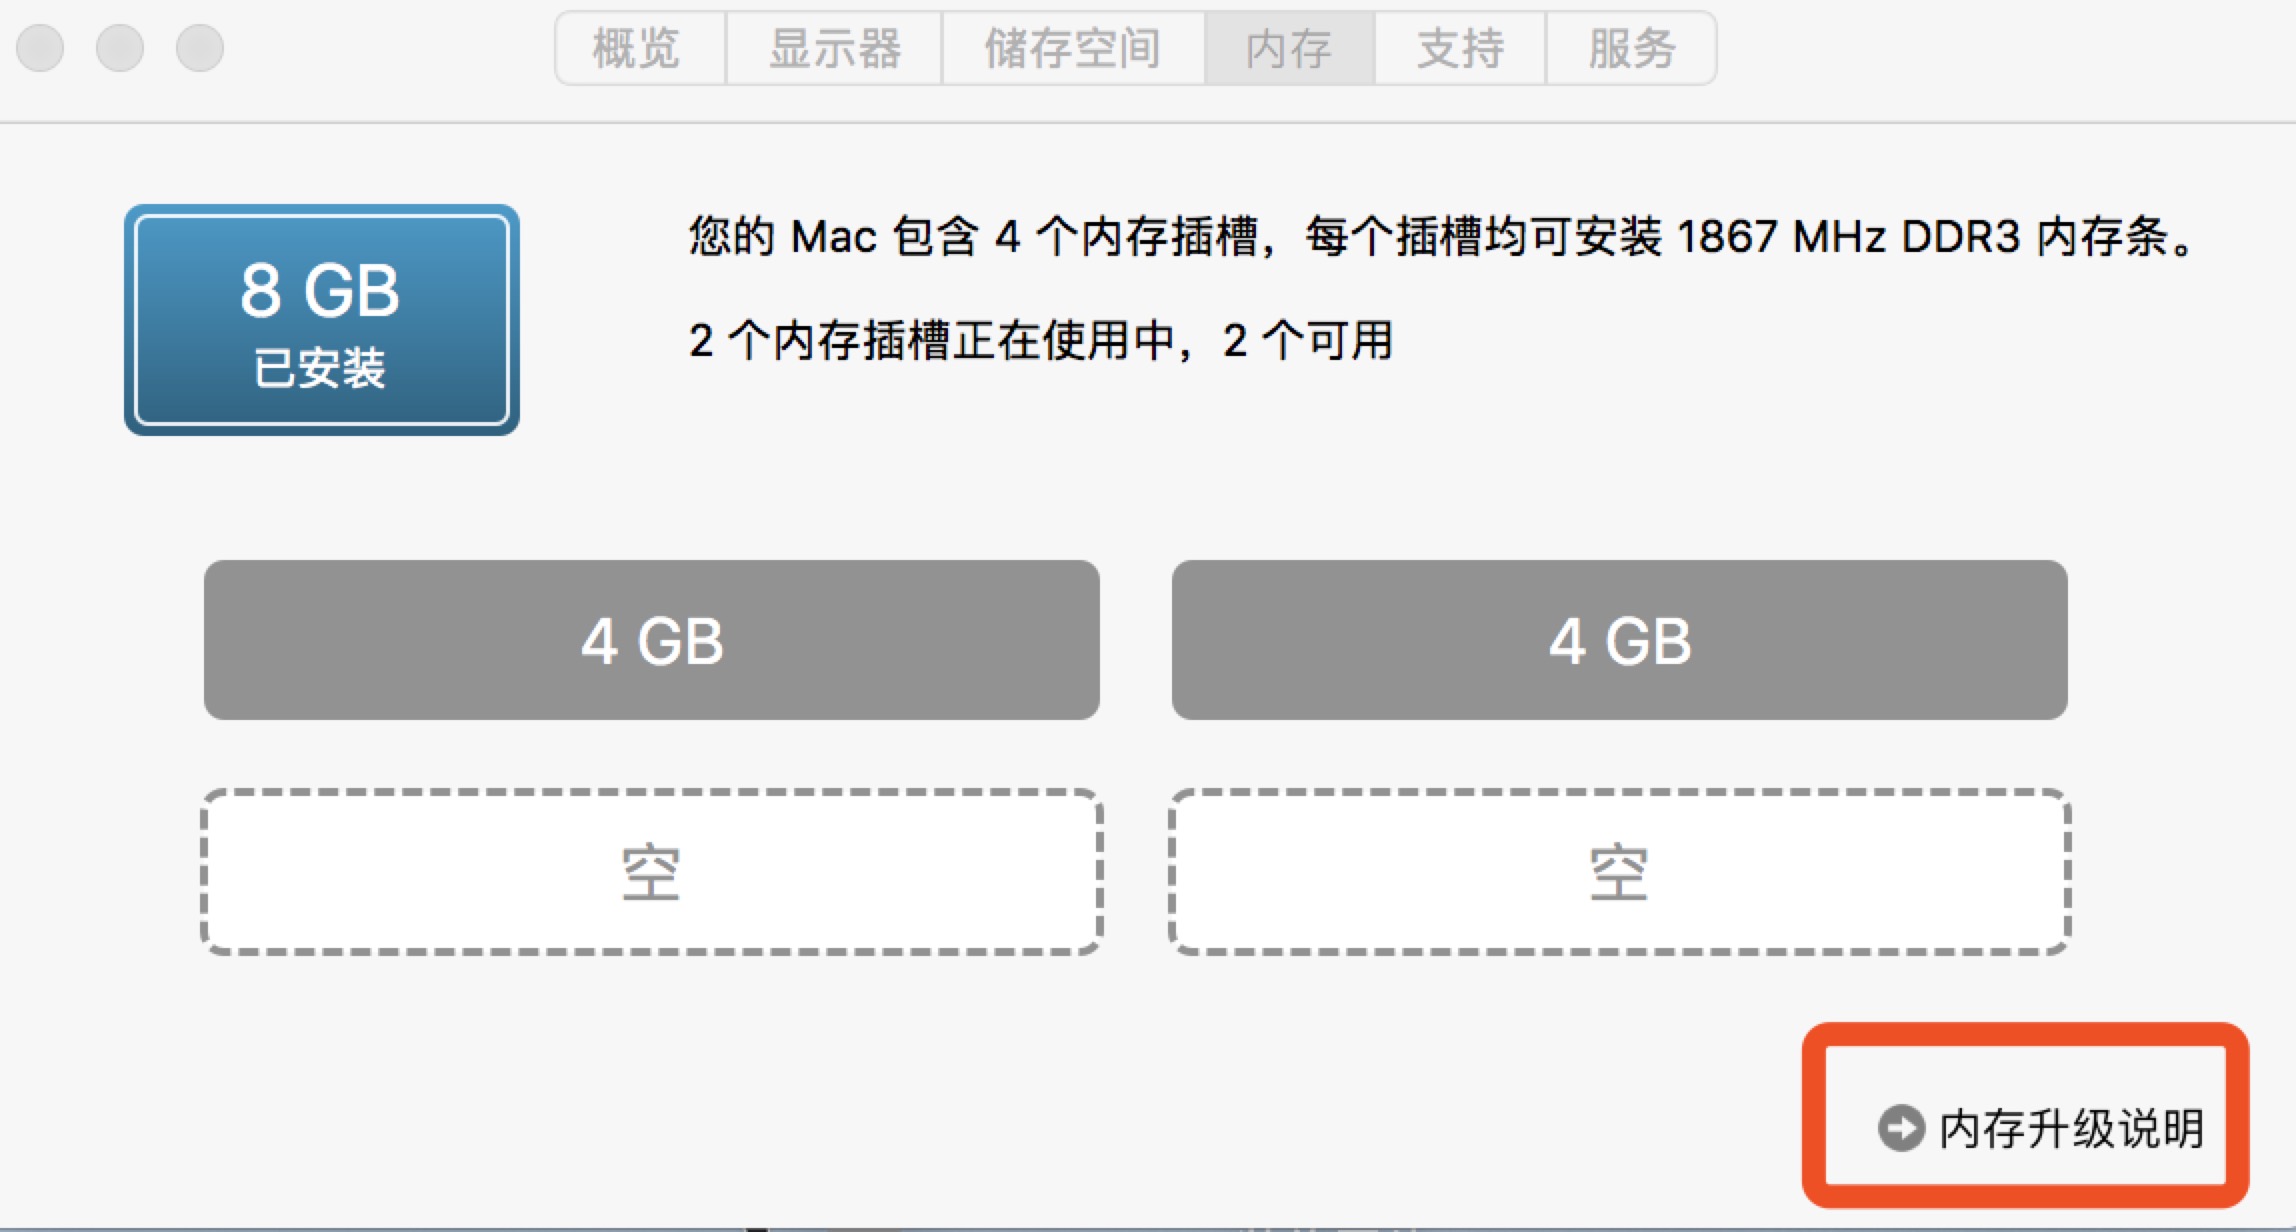 概览 显示器 储存空间 内存 支持 服务
8 GB
已安装
您的 Mac 包含 4 个内存插槽，每个插槽均可安装 1867 MHz DDR3 内存条。
2 个内存插槽正在使用中，2 个可用
4 GB 4 GB
空 空
内存升级说明